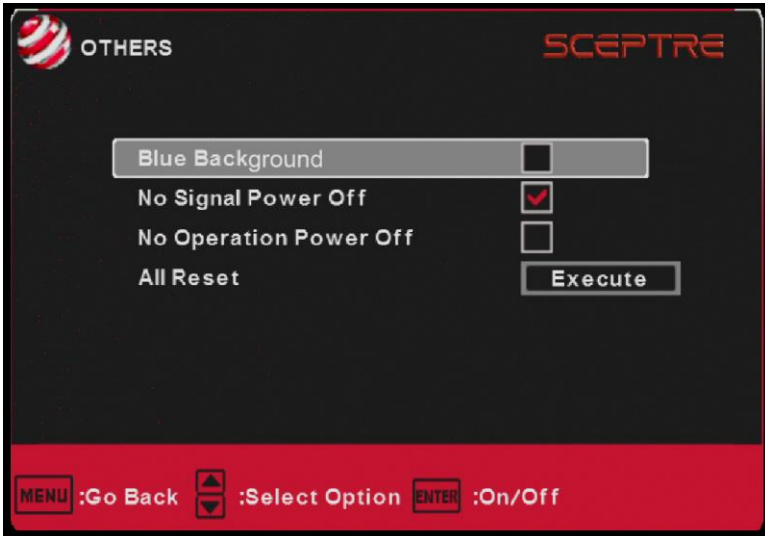 OTHERS SCEPTRE
Blue Background
No Signal Power Off
No Operation Power Off
All Reset Execute
MENU :Go Back :Select Option ENTER :On/Off